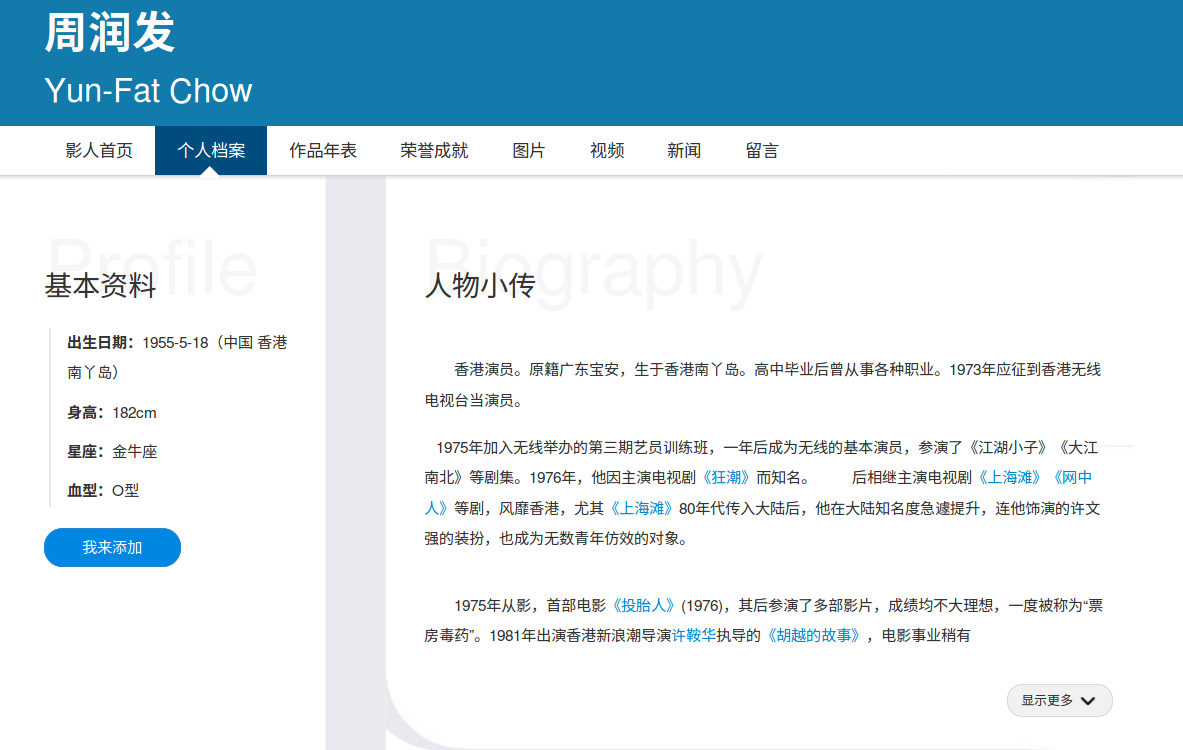 周润发
Yun-Fat Chow
影人首页 个人档案 作品年表 荣誉成就 图片 视频 新闻 留言
Profile
基本资料
出生日期：1955-5-18（中国 香港
南丫岛）
身高：182cm
星座：金牛座
血型：O型
我来添加
Biography
人物小传
香港演员。原籍广东宝安，生于香港南丫岛。高中毕业后曾从事各种职业。1973年应征到香港无线
电视台当演员。
1975年加入无线举办的第三期艺员训练班，一年后成为无线的基本演员，参演了《江湖小子》《大江
南北》等剧集。1976年，他因主演电视剧《狂潮》而知名。 后相继主演电视剧《上海滩》《网中
人》等剧，风靡香港，尤其《上海滩》80年代传入大陆后，他在大陆知名度急遽提升，连他饰演的许文
强的装扮，也成为无数青年仿效的对象。
1975年从影，首部电影《投胎人》(1976)，其后参演了多部影片，成绩均不大理想，一度被称为“票
房毒药”。1981年出演香港新浪潮导演许鞍华执导的《胡越的故事》，电影事业稍有
显示更多